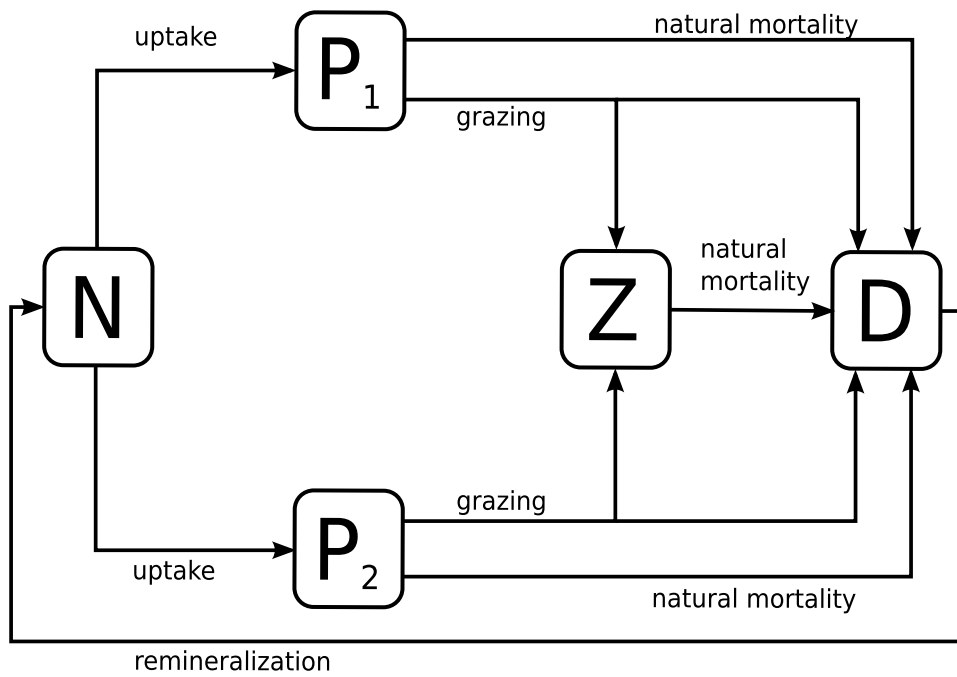 natural mortality
uptake
P1
grazing
natural
mortality
N
Z
D
grazing
P2
uptake
natural mortality
remineralization